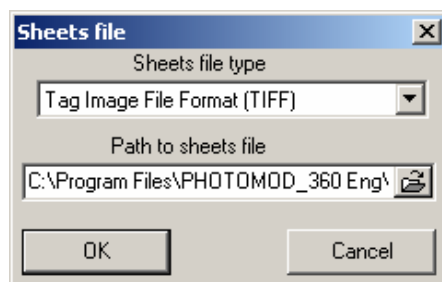 Sheets file
Sheets file type
Tag Image File Format (TIFF)
Path to sheets file
C:\Program Files\PHOTOMOD_360 Eng\
OK Cancel